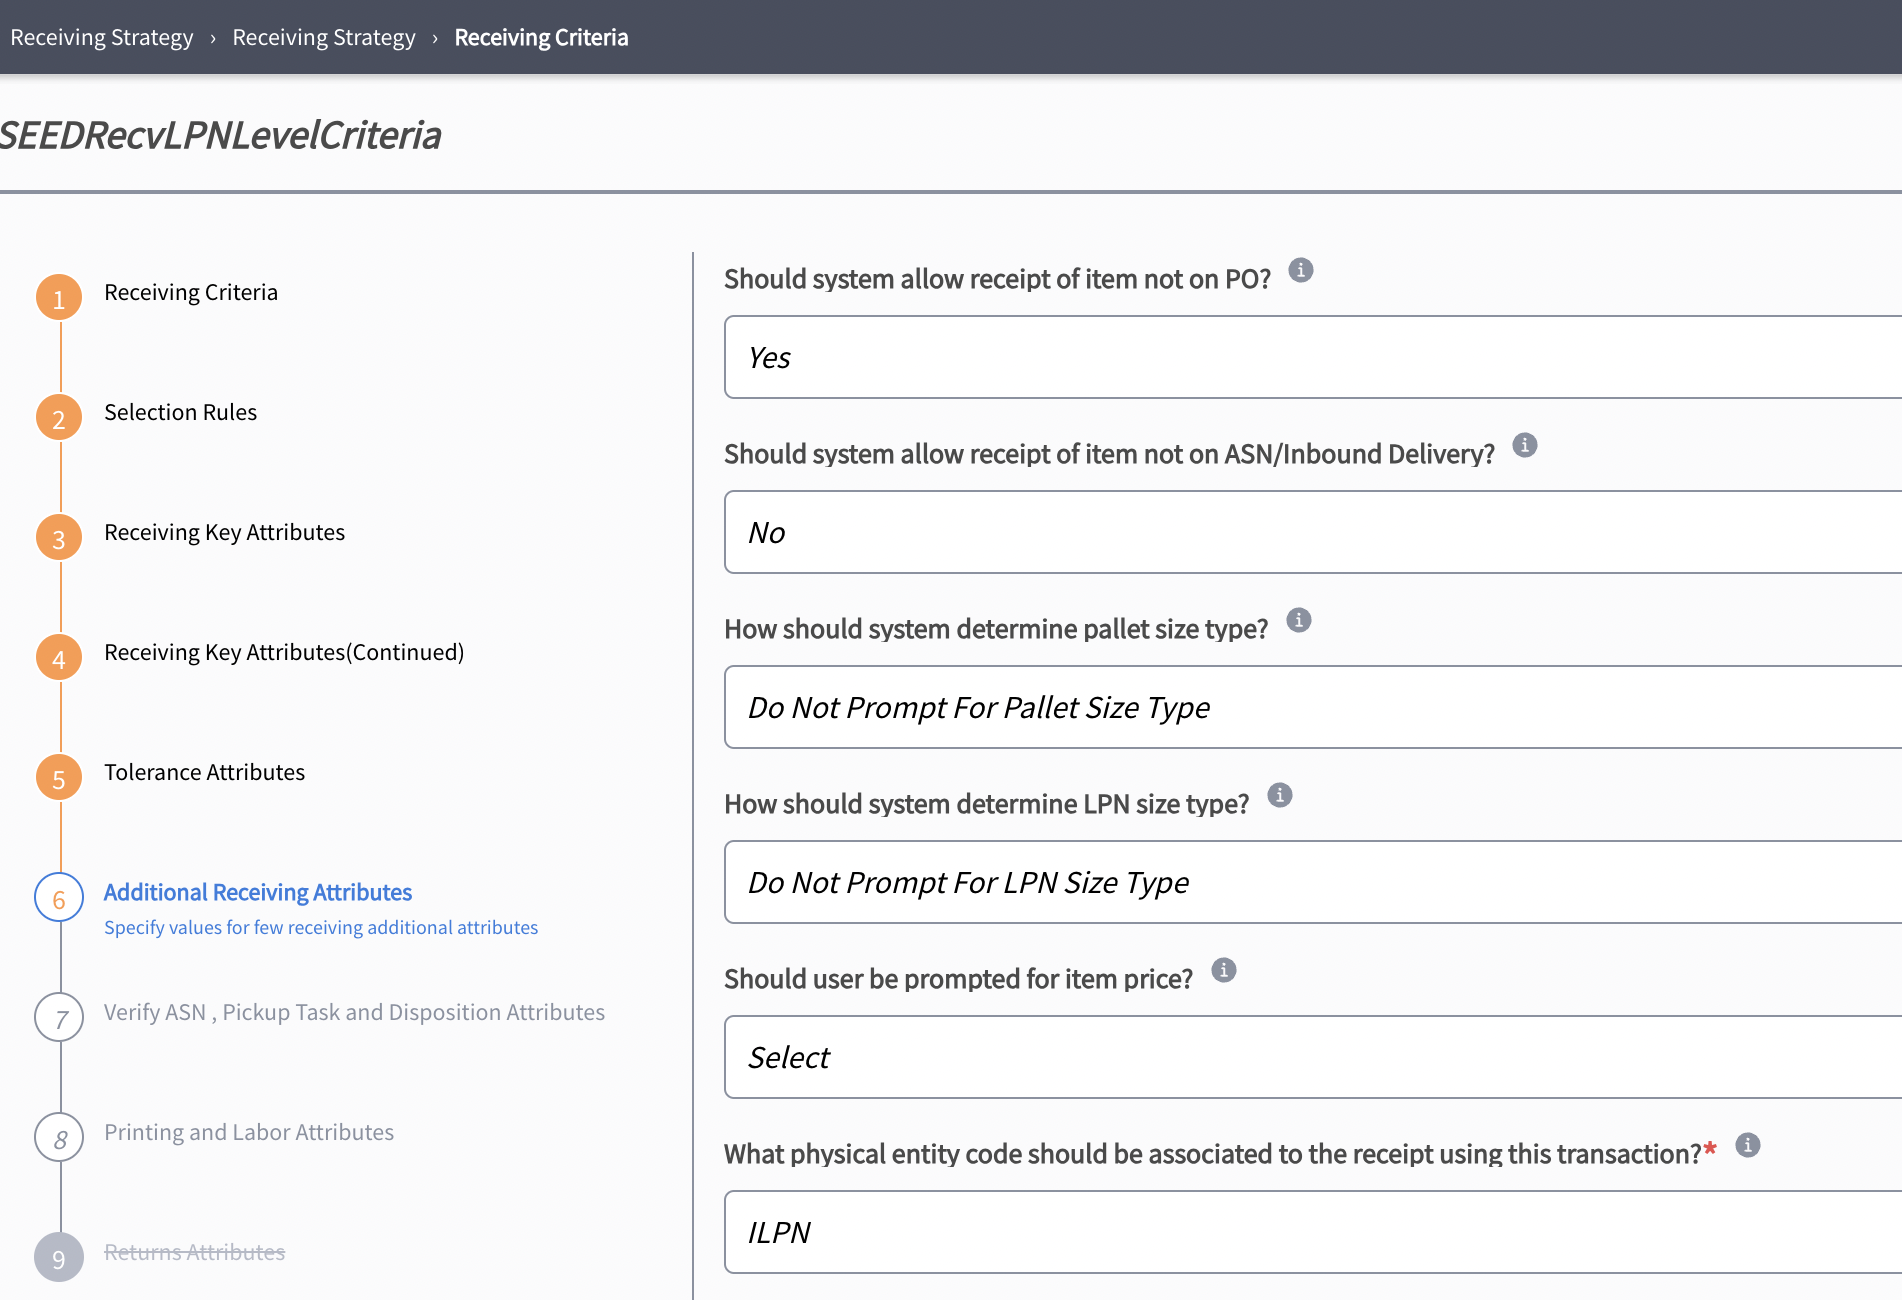 Receiving Strategy › Receiving Strategy › Receiving Criteria
SEEDRecvLPNLevelCriteria
1 Receiving Criteria
2 Selection Rules
3 Receiving Key Attributes
4 Receiving Key Attributes(Continued)
5 Tolerance Attributes
6 Additional Receiving Attributes
Specify values for few receiving additional attributes
7 Verify ASN , Pickup Task and Disposition Attributes
8 Printing and Labor Attributes
9 Returns Attributes
Should system allow receipt of item not on PO?
Yes
Should system allow receipt of item not on ASN/Inbound Delivery?
No
How should system determine pallet size type?
Do Not Prompt For Pallet Size Type
How should system determine LPN size type?
Do Not Prompt For LPN Size Type
Should user be prompted for item price?
Select
What physical entity code should be associated to the receipt using this transaction?*
ILPN